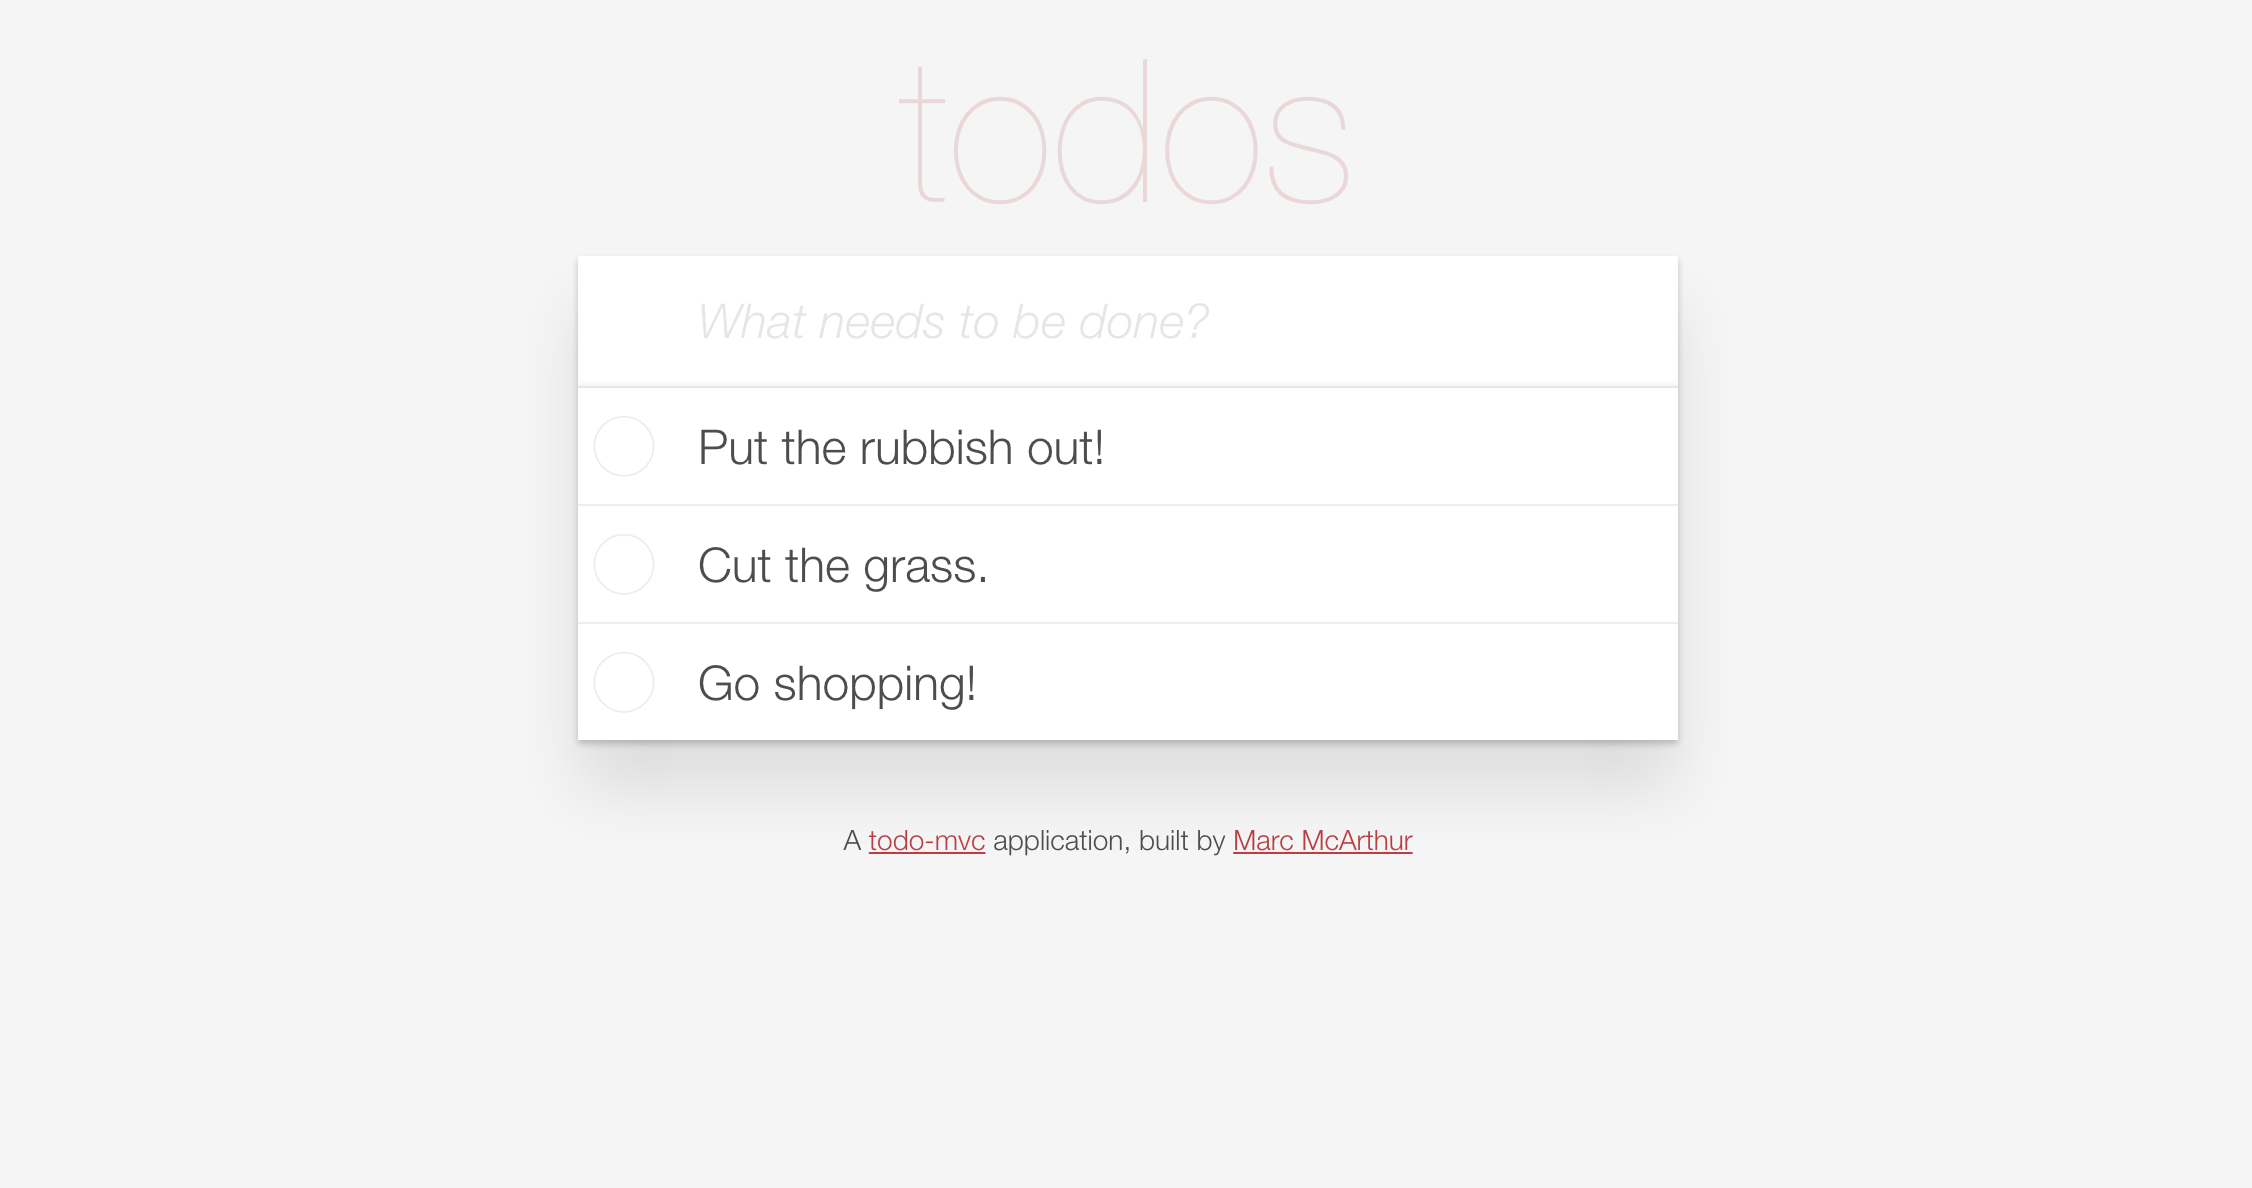 todos
What needs to be done?
Put the rubbish out!
Cut the grass.
Go shopping!
A todo-mvc application, built by Marc McArthur